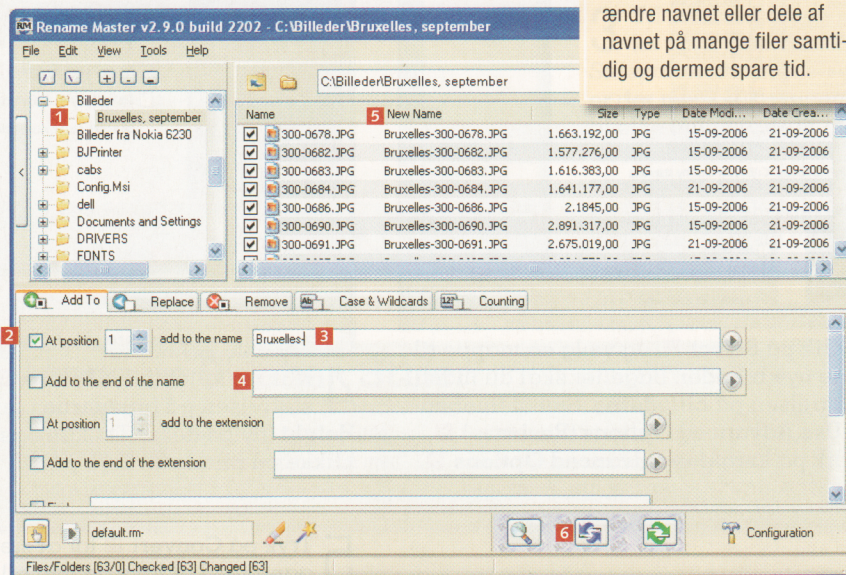 ændre navnet eller dele af
navnet på mange filer samti-
dig og dermed spare tid.
Rename Master v2.9.0 build 2202 - C:\Billeder\Bruxelles, september
File Edit View Tools Help
C:\Billeder\Bruxelles, september
Billeder
1 Bruxelles, september
Billeder fra Nokia 6230
BJPrinter
cabs
Config.Msi
dell
Documents and Settings
DRIVERS
FONTS
Name 5 New Name Size Type Date Modi... Date Crea...
300-0678.JPG Bruxelles-300-0678.JPG 1.663.192,00 JPG 15-09-2006 21-09-2006
300-0682.JPG Bruxelles-300-0682.JPG 1.577.276,00 JPG 15-09-2006 21-09-2006
300-0683.JPG Bruxelles-300-0683.JPG 1.616.383,00 JPG 15-09-2006 21-09-2006
300-0684.JPG Bruxelles-300-0684.JPG 1.641.177,00 JPG 21-09-2006 21-09-2006
300-0686.JPG Bruxelles-300-0686.JPG 2.1845,00 JPG 15-09-2006 21-09-2006
300-0690.JPG Bruxelles-300-0690.JPG 2.891.317,00 JPG 15-09-2006 21-09-2006
300-0691.JPG Bruxelles-300-0691.JPG 2.675.019,00 JPG 21-09-2006 21-09-2006
Add To Replace Remove Case & Wildcards Counting
2 At position 1 add to the name Bruxelles- 3
Add to the end of the name 4
At position 1 add to the extension
Add to the end of the extension
default.rm- 6 Configuration
Files/Folders [63/0] Checked [63] Changed [63]